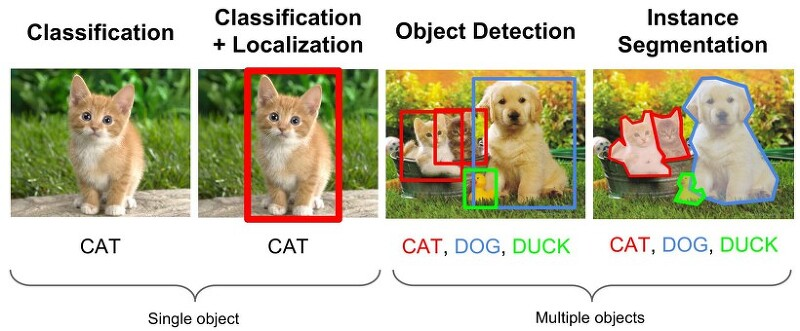 Classification
Classification
+ Localization
Object Detection
Instance
Segmentation
CAT
CAT
CAT, DOG, DUCK
CAT, DOG, DUCK
Single object
Multiple objects